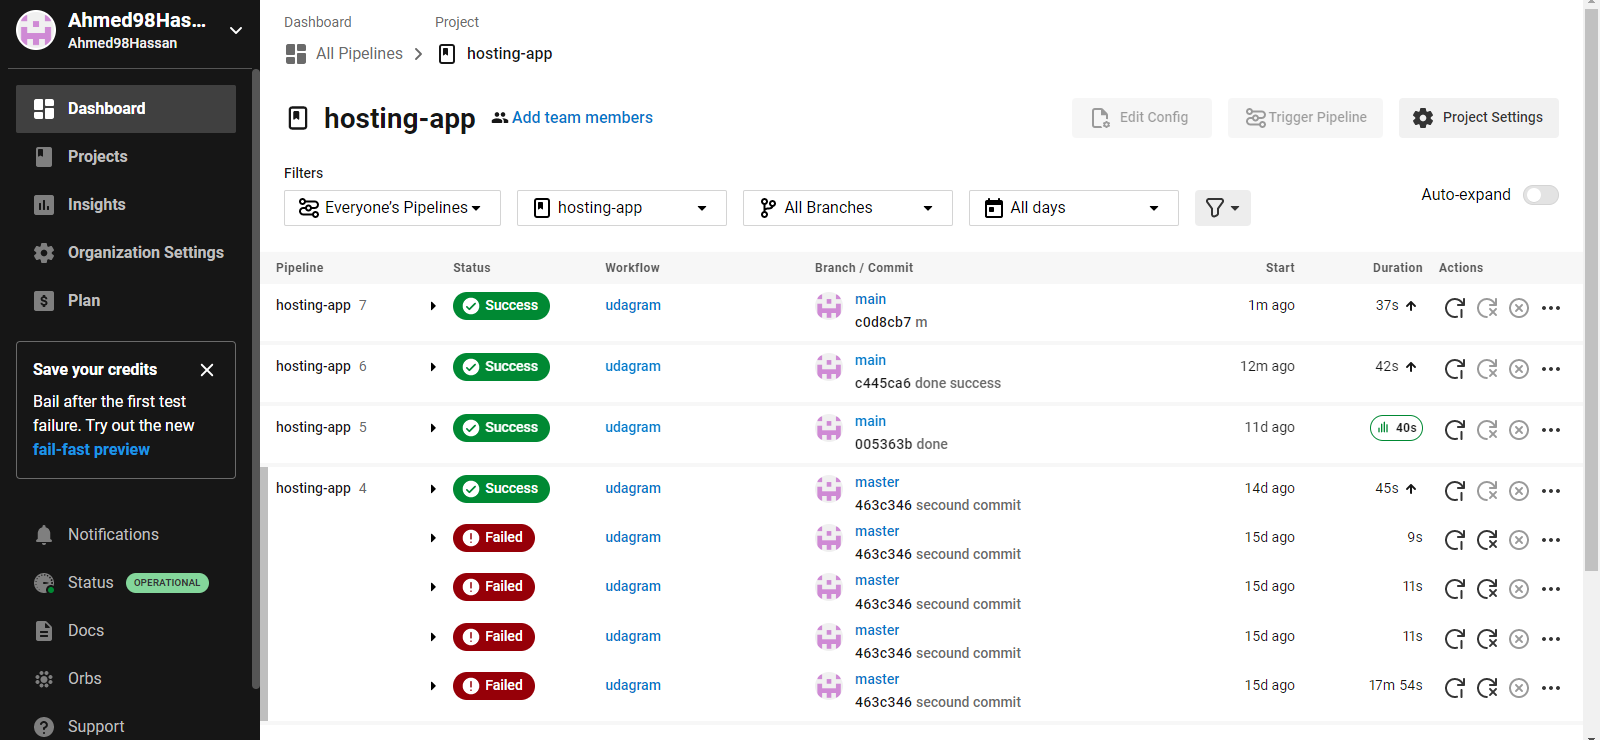 Ahmed98Has...
Ahmed98Hassan
Dashboard
Projects
Insights
Organization Settings
Plan
Save your credits
Bail after the first test
failure. Try out the new
fail-fast preview
Notifications
Status OPERATIONAL
Docs
Orbs
Support
Dashboard Project
All Pipelines hosting-app
hosting-app Add team members
Edit Config Trigger Pipeline Project Settings
Filters
Everyone’s Pipelines hosting-app All Branches All days
Auto-expand
Pipeline Status Workflow Branch / Commit Start Duration Actions
hosting-app 7 Success udagram main 1m ago 37s
c0d8cb7 m
hosting-app 6 Success udagram main 12m ago 42s
c445ca6 done success
hosting-app 5 Success udagram main 11d ago 40s
005363b done
hosting-app 4 Success udagram master 14d ago 45s
463c346 secound commit
Failed udagram master 15d ago 9s
463c346 secound commit
Failed udagram master 15d ago 11s
463c346 secound commit
Failed udagram master 15d ago 11s
463c346 secound commit
Failed udagram master 15d ago 17m 54s
463c346 secound commit